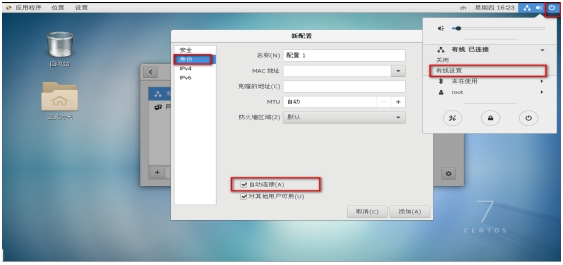 应用程序 位置 设置
zh 星期四 16:23
回收站
主文件夹
新配置
安全
身份
IPv4
IPv6
名称(N) 配置 1
MAC 地址
克隆的地址(C)
MTU 自动 - +
防火墙区域(Z) 默认
自动连接(A)
对其他用户可用(U)
取消(C) 添加(A)
有线 已连接
关闭
有线设置
未在使用
root
7
CENTOS